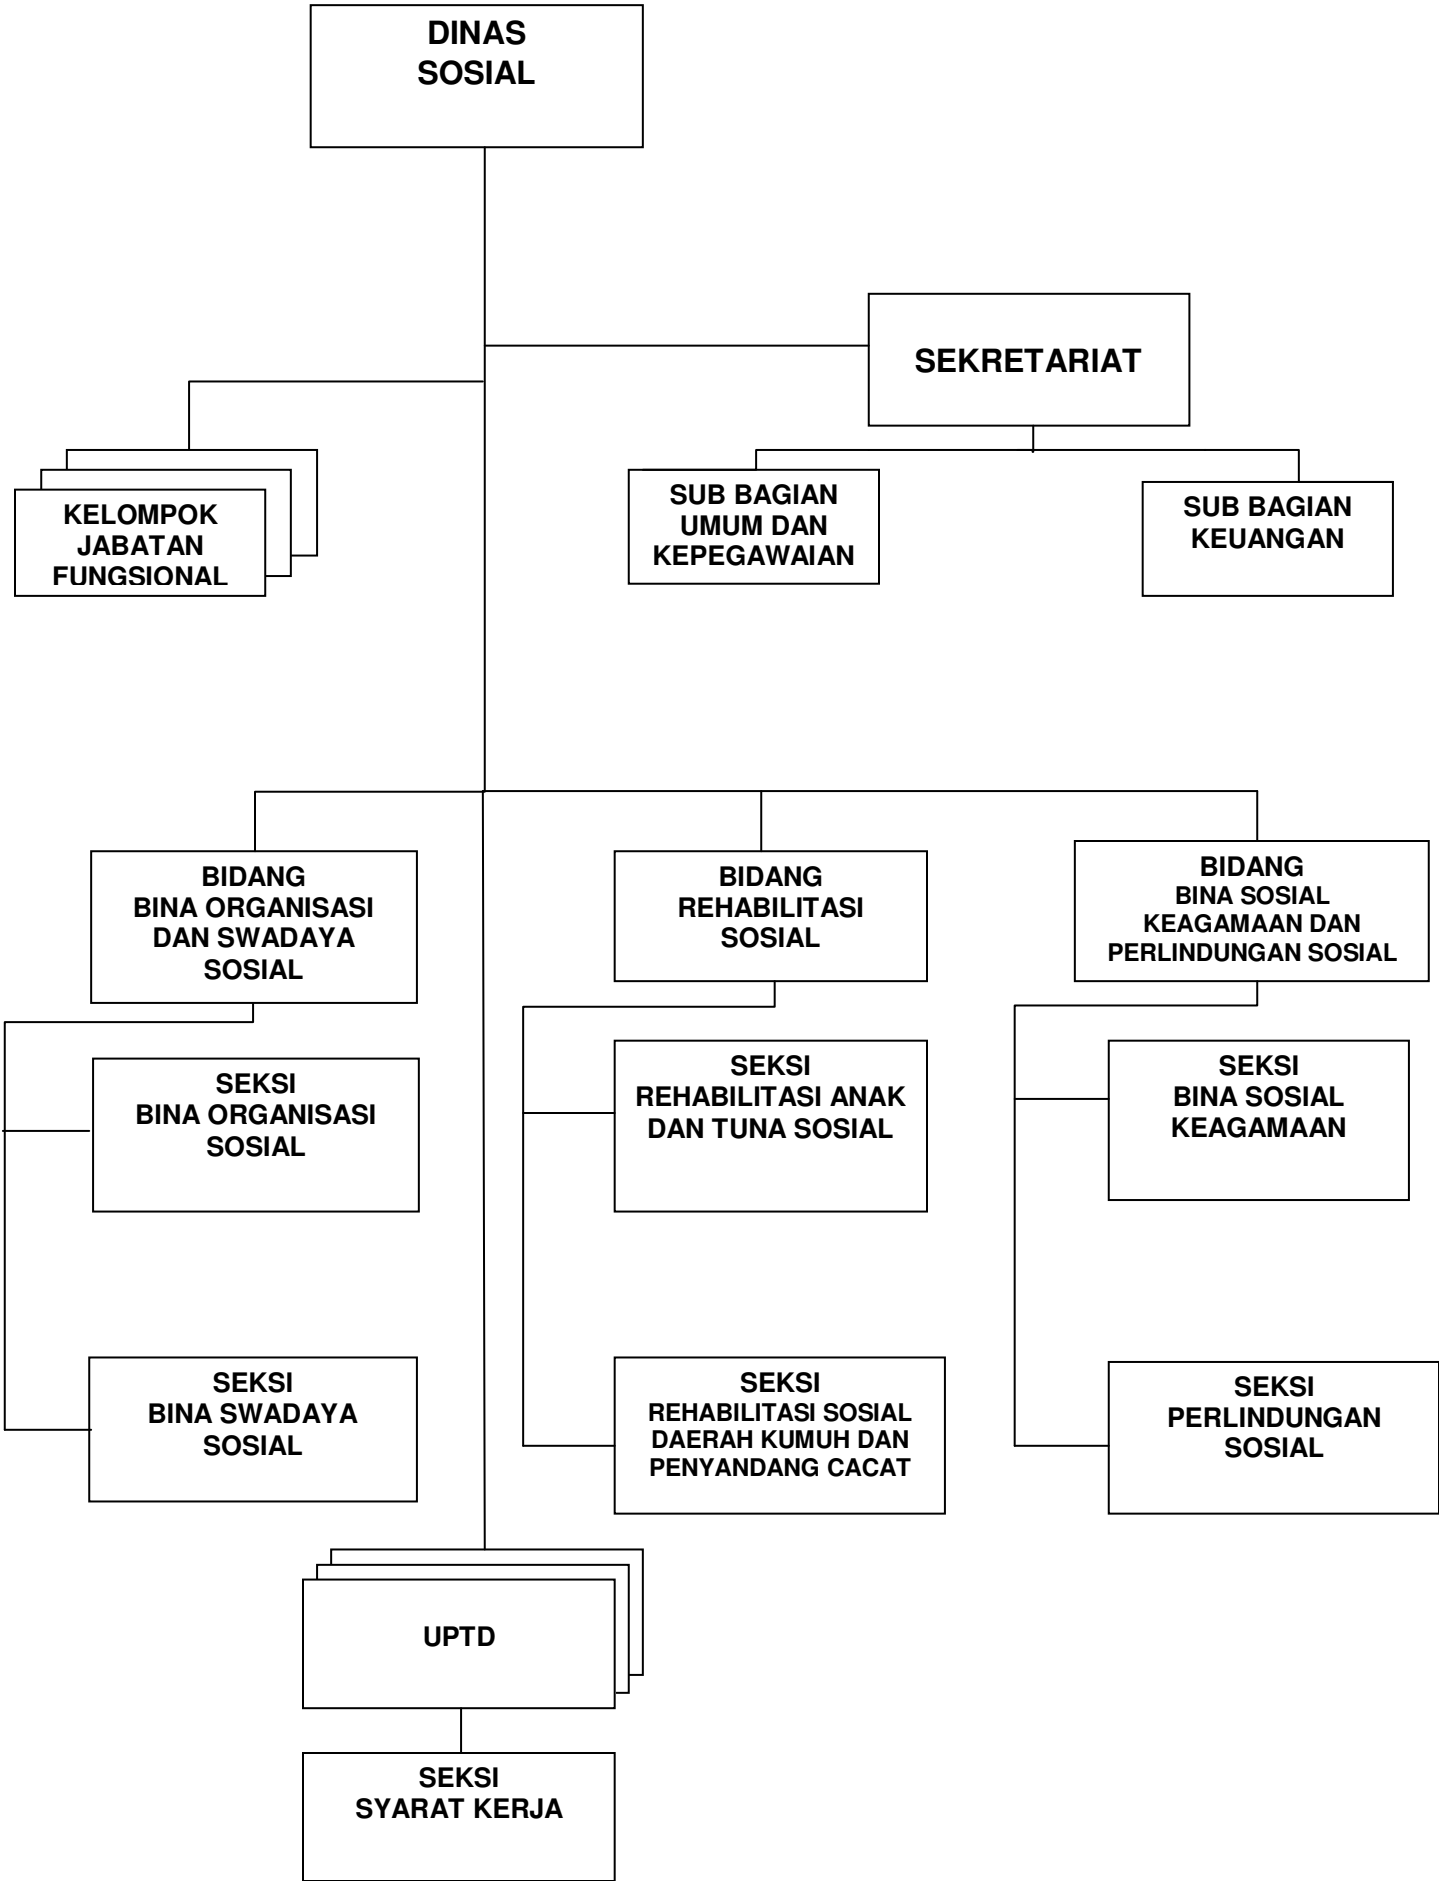 DINAS
SOSIAL
SEKRETARIAT
KELOMPOK
JABATAN
FUNGSIONAL
SUB BAGIAN
UMUM DAN
KEPEGAWAIAN
SUB BAGIAN
KEUANGAN
BIDANG
BINA ORGANISASI
DAN SWADAYA
SOSIAL
BIDANG
REHABILITASI
SOSIAL
BIDANG
BINA SOSIAL
KEAGAMAAN DAN
PERLINDUNGAN SOSIAL
SEKSI
BINA ORGANISASI
SOSIAL
SEKSI
REHABILITASI ANAK
DAN TUNA SOSIAL
SEKSI
BINA SOSIAL
KEAGAMAAN
SEKSI
BINA SWADAYA
SOSIAL
SEKSI
REHABILITASI SOSIAL
DAERAH KUMUH DAN
PENYANDANG CACAT
SEKSI
PERLINDUNGAN
SOSIAL
UPTD
SEKSI
SYARAT KERJA